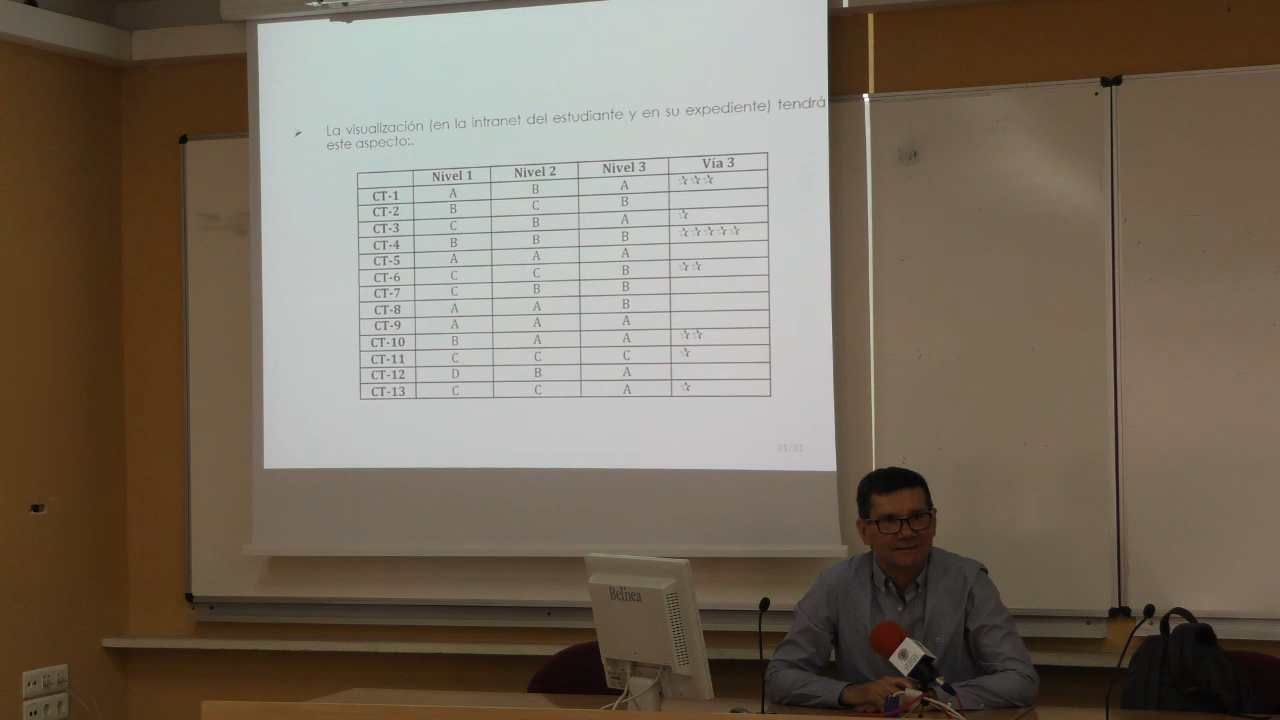 La visualización (en la intranet del estudiante y en su expediente) tendrá
este aspecto:.
Nivel 1 Nivel 2 Nivel 3 Vía 3
CT-1 A B A ☆☆☆
CT-2 B C B
CT-3 C B A ☆
CT-4 B B B ☆☆☆☆☆
CT-5 A A A
CT-6 C C B ☆☆
CT-7 C B B
CT-8 A A B
CT-9 A A A
CT-10 B A A ☆☆
CT-11 C C C ☆
CT-12 D B A
CT-13 C C A ☆
31/31
Belinea